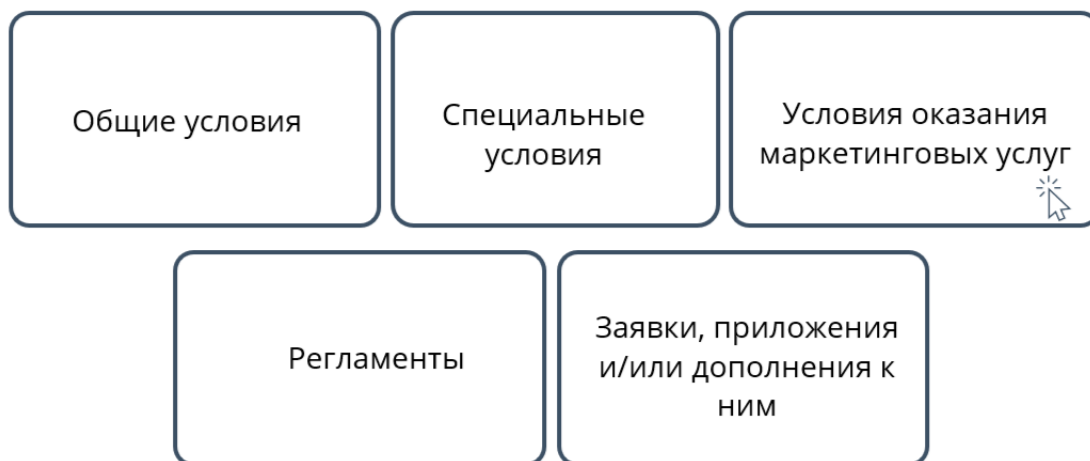 Общие условия
Специальные
условия
Условия оказания
маркетинговых услуг
Регламенты
Заявки, приложения
и/или дополнения к
ним